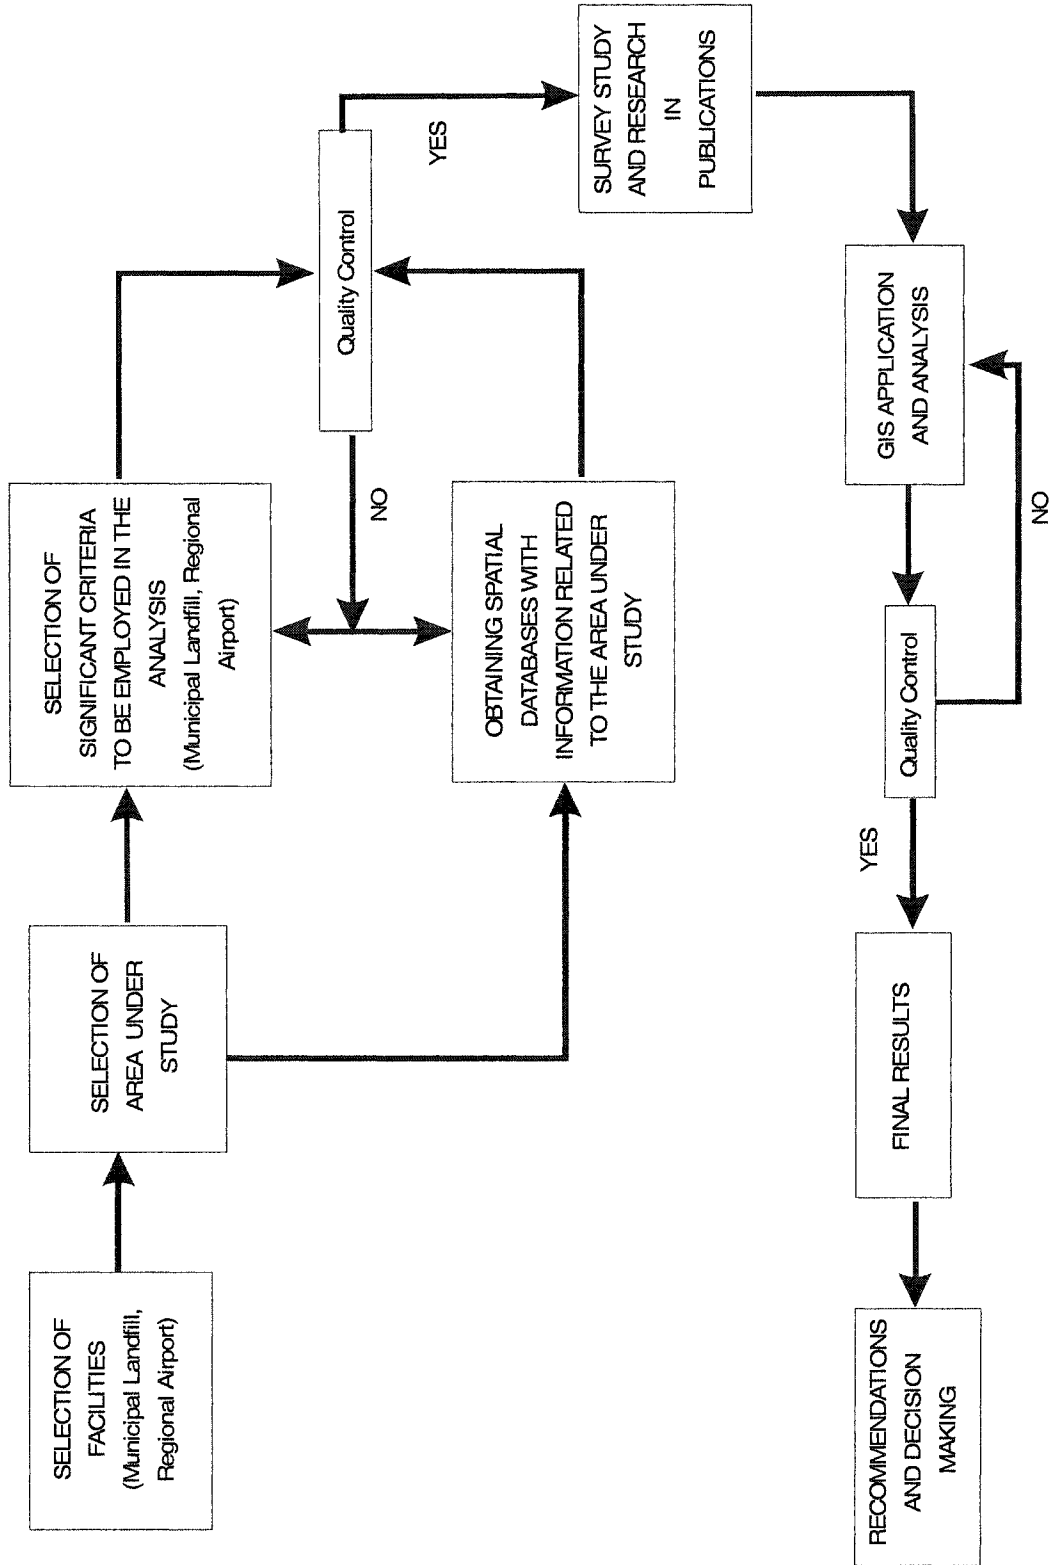 SELECTION OF
FACILITIES
(Municipal Landfill,
Regional Airport)
SELECTION OF
AREA UNDER
STUDY
SELECTION OF
SIGNIFICANT CRITERIA
TO BE EMPLOYED IN THE
ANALYSIS
(Municipal Landfill, Regional
Airport)
OBTAINING SPATIAL
DATABASES WITH
INFORMATION RELATED
TO THE AREA UNDER
STUDY
NO
Quality Control
YES
SURVEY STUDY
AND RESEARCH
IN
PUBLICATIONS
GIS APPLICATION
AND ANALYSIS
NO
Quality Control
YES
FINAL RESULTS
RECOMMENDATIONS
AND DECISION
MAKING